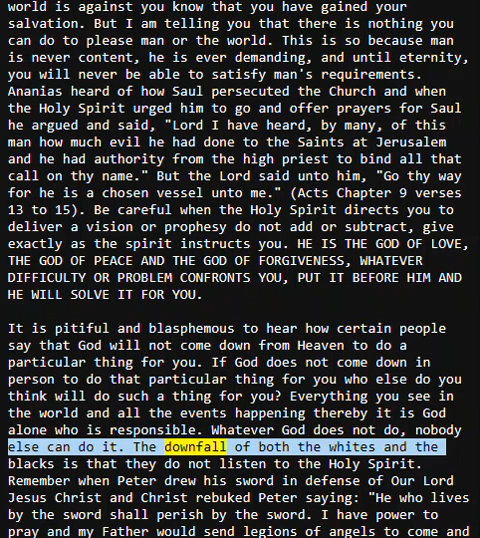 world is against you know that you have gained your
salvation. But I am telling you that there is nothing you
can do to please man or the world. This is so because man
is never content, he is ever demanding, and until eternity,
you will never be able to satisfy man's requirements.
Ananias heard of how Saul persecuted the Church and when
the Holy Spirit urged him to go and offer prayers for Saul
he argued and said, "Lord I have heard, by many, of this
man how much evil he had done to the Saints at Jerusalem
and he had authority from the high priest to bind all that
call on thy name." But the Lord said unto him, "Go thy way
for he is a chosen vessel unto me." (Acts Chapter 9 verses
13 to 15). Be careful when the Holy Spirit directs you to
deliver a vision or prophesy do not add or subtract, give
exactly as the spirit instructs you. HE IS THE GOD OF LOVE,
THE GOD OF PEACE AND THE GOD OF FORGIVENESS, WHATEVER
DIFFICULTY OR PROBLEM CONFRONTS YOU, PUT IT BEFORE HIM AND
HE WILL SOLVE IT FOR YOU.
It is pitiful and blasphemous to hear how certain people
say that God will not come down from Heaven to do a
particular thing for you. If God does not come down in
person to do that particular thing for you who else do you
think will do such a thing for you? Everything you see in
the world and all the events happening thereby it is God
alone who is responsible. Whatever God does not do, nobody
else can do it. The downfall of both the whites and the
blacks is that they do not listen to the Holy Spirit.
Remember when Peter drew his sword in defense of Our Lord
Jesus Christ and Christ rebuked Peter saying: "He who lives
by the sword shall perish by the sword. I have power to
pray and my Father would send legions of angels to come and